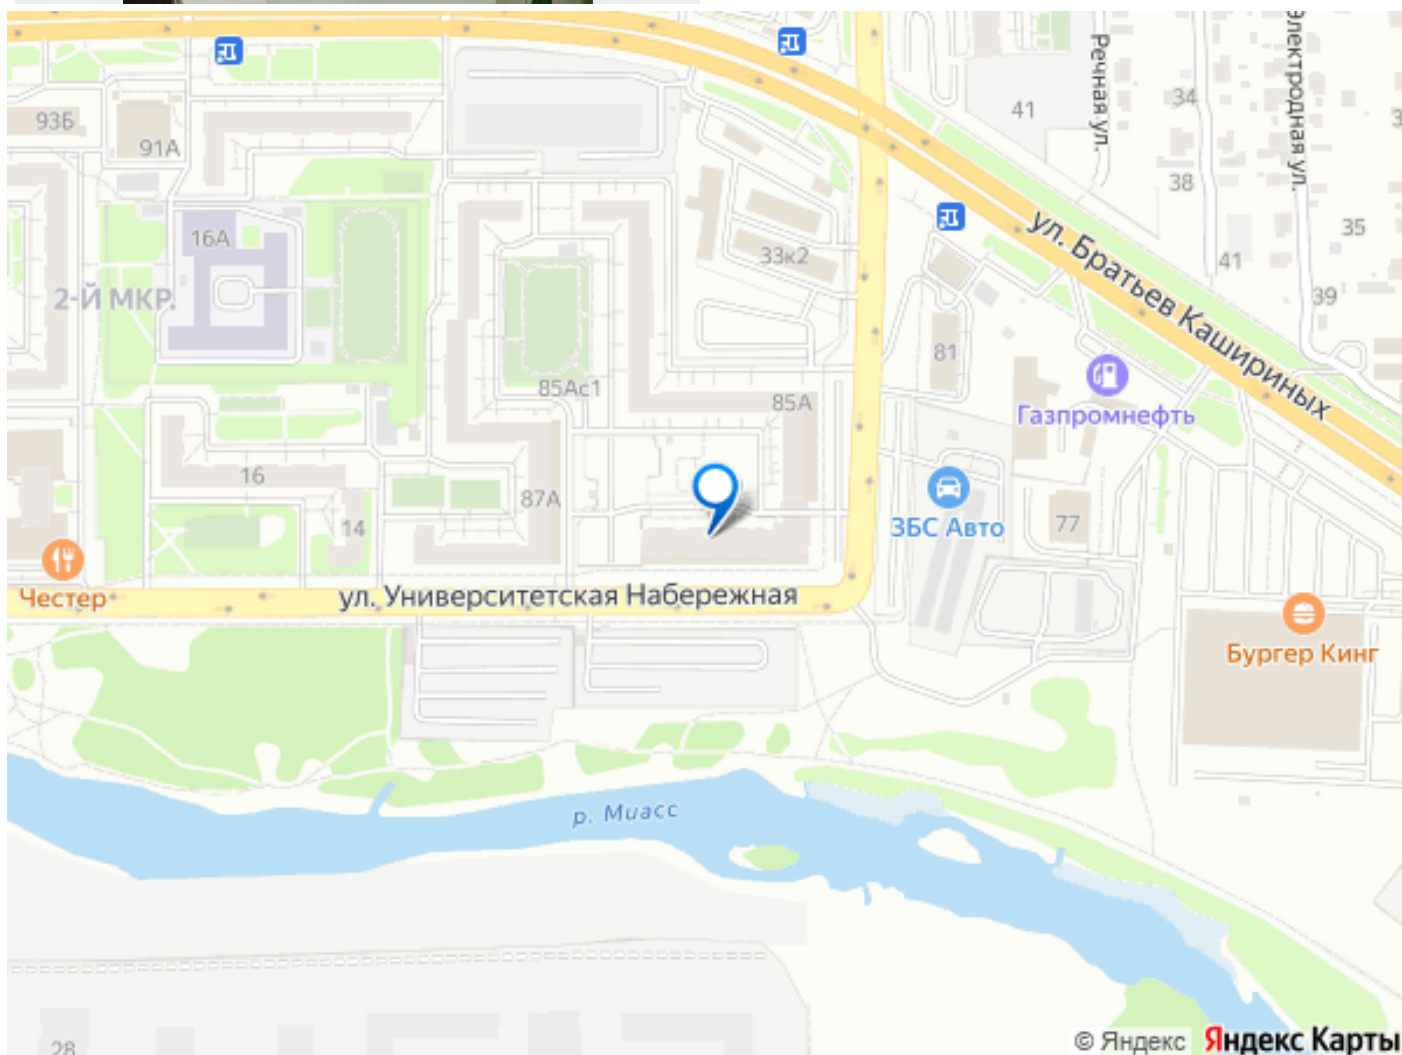 Речная ул.
Электродная ул.
41
34
93Б
91А
38
16А
35
33к2
ул. Братьев Кашириных
41
2-Й МКР.
39
81
85Ас1
85А
Газпромнефть
16
87А
14
ЗБС Авто
77
Честер
ул. Университетская Набережная
Бургер Кинг
р. Миасс
28
© Яндекс Яндекс Карты